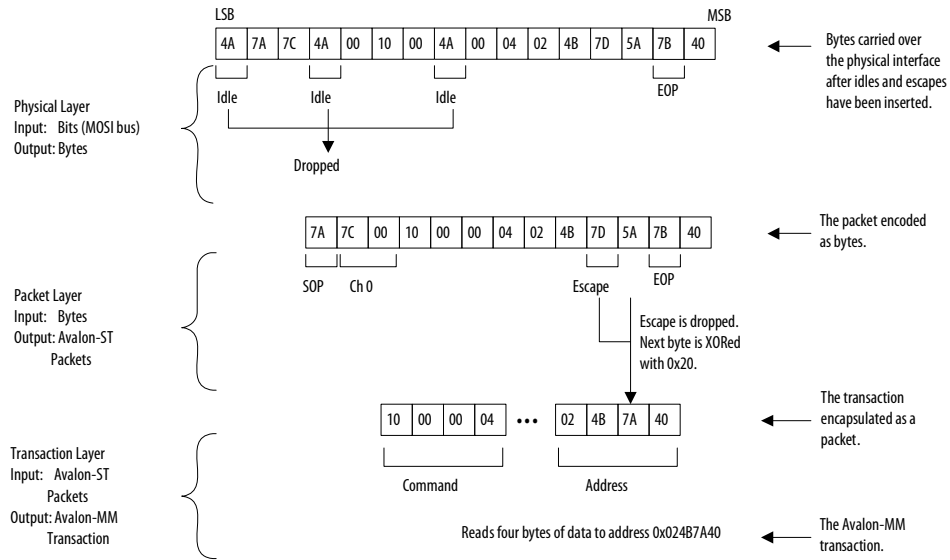 LSB MSB
4A 7A 7C 4A 00 10 00 4A 00 04 02 4B 7D 5A 7B 40
Bytes carried over
the physical interface
after idles and escapes
have been inserted.
Idle Idle Idle EOP
Physical Layer
Input: Bits (MOSI bus)
Output: Bytes
Dropped
7A 7C 00 10 00 00 04 02 4B 7D 5A 7B 40
The packet encoded
as bytes.
SOP Ch 0 Escape EOP
Packet Layer
Input: Bytes
Output: Avalon-ST
Packets
Escape is dropped.
Next byte is XORed
with 0x20.
10 00 00 04 ... 02 4B 7A 40
The transaction
encapsulated as a
packet.
Command Address
Transaction Layer
Input: Avalon-ST
Packets
Output: Avalon-MM
Transaction
Reads four bytes of data to address 0x024B7A40
The Avalon-MM
transaction.